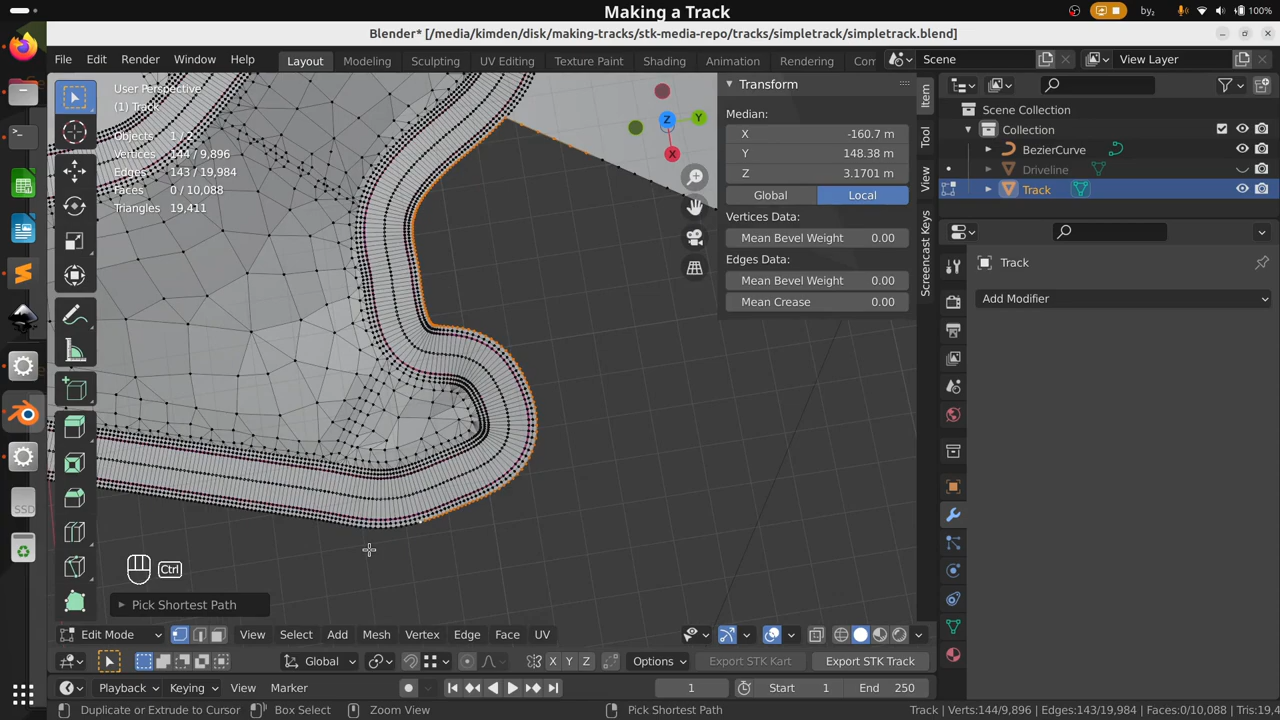 Making a Track
by₂
100%
Blender* [/media/kimden/disk/making-tracks/stk-media-repo/tracks/simpletrack/simpletrack.blend]
File Edit Render Window Help
Layout Modeling Sculpting UV Editing Texture Paint Shading Animation Rendering Com
Scene
View Layer
User Perspective
(1) Track
Objects 1 / 2
Vertices 144 / 9,896
Edges 143 / 19,984
Faces 0 / 10,088
Triangles 19,411
Z Y X
Transform
Median:
X -160.7 m
Y 148.38 m
Z 3.1701 m
Global Local
Vertices Data:
Mean Bevel Weight 0.00
Edges Data:
Mean Bevel Weight 0.00
Mean Crease 0.00
Item
Tool
View
Screencast Keys
Scene Collection
Collection
BezierCurve
Driveline
Track
Track
Add Modifier
SSD
Ctrl
Pick Shortest Path
Edit Mode View Select Add Mesh Vertex Edge Face UV
Global X Y Z Options Export STK Kart Export STK Track
Playback Keying View Marker 1 Start 1 End 250
Duplicate or Extrude to Cursor Box Select Zoom View Pick Shortest Path Track | Verts:144/9,896 | Edges:143/19,984 | Faces:0/10,088 | Tris:19,4